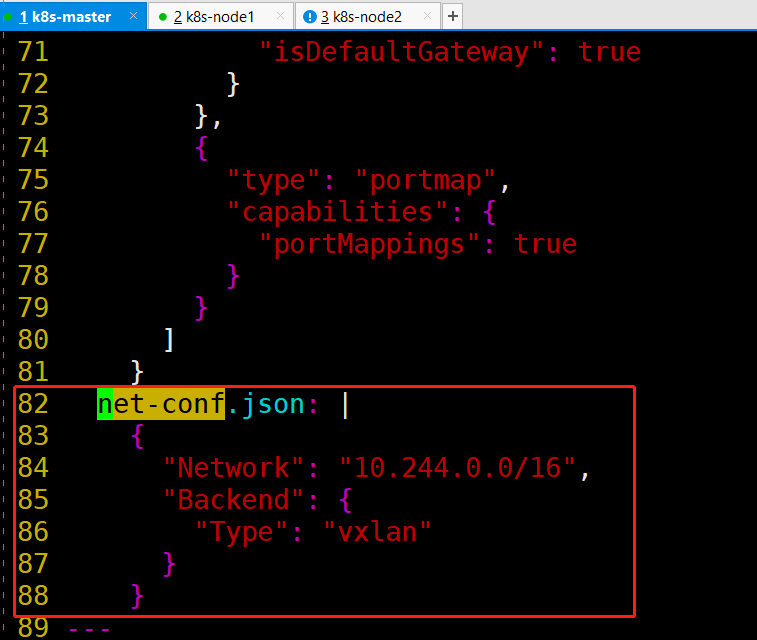 1 k8s-master × 2 k8s-node1 × ! 3 k8s-node2 × +
71 "isDefaultGateway": true
72 }
73 },
74 {
75 "type": "portmap",
76 "capabilities": {
77 "portMappings": true
78 }
79 }
80 ]
81 }
82 net-conf.json: |
83 {
84 "Network": "10.244.0.0/16",
85 "Backend": {
86 "Type": "vxlan"
87 }
88 }
89 ---